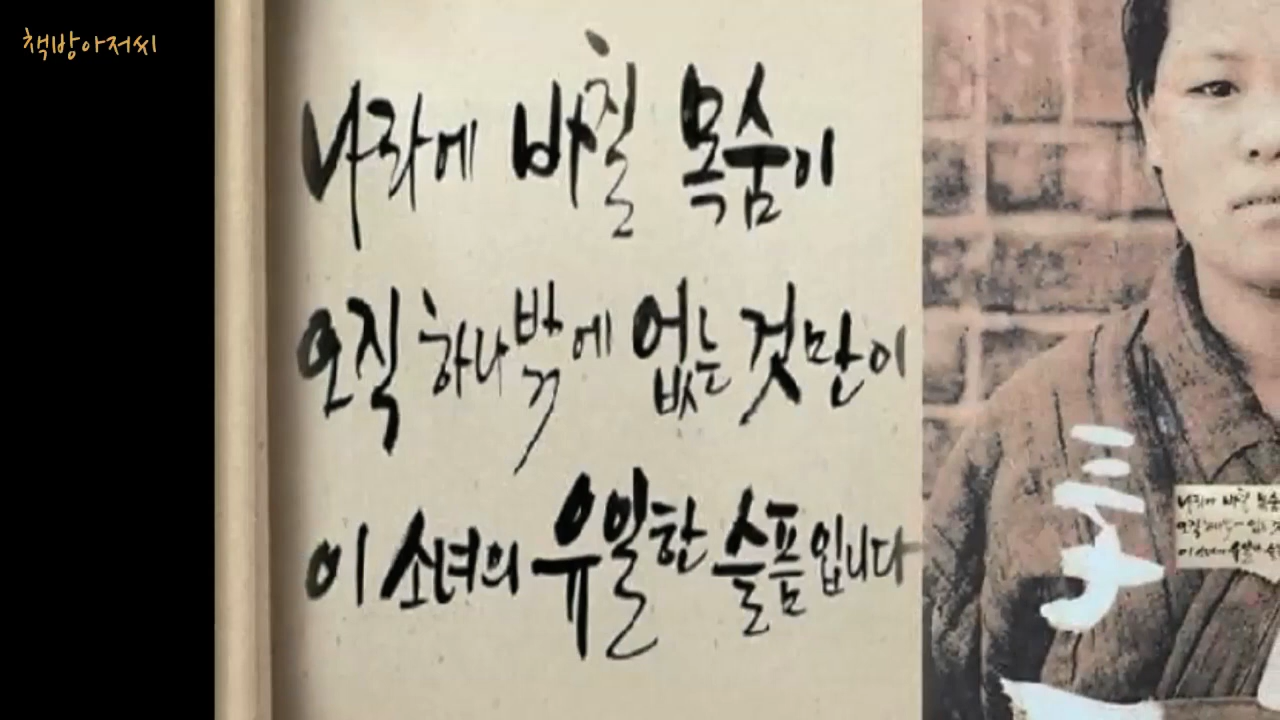 책방아저씨
나라에 바칠 목숨이
오직 하나밖에 없는 것만이
이 소녀의 유일한 슬픔입니다